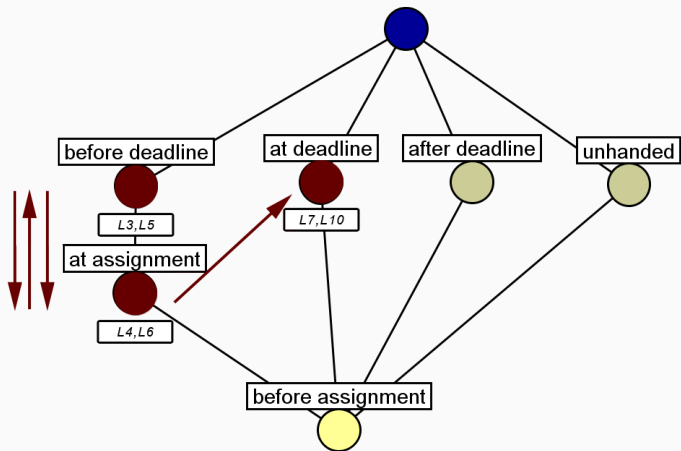 before deadline
at deadline
after deadline
unhanded
L3,L5
L7,L10
at assignment
L4,L6
before assignment